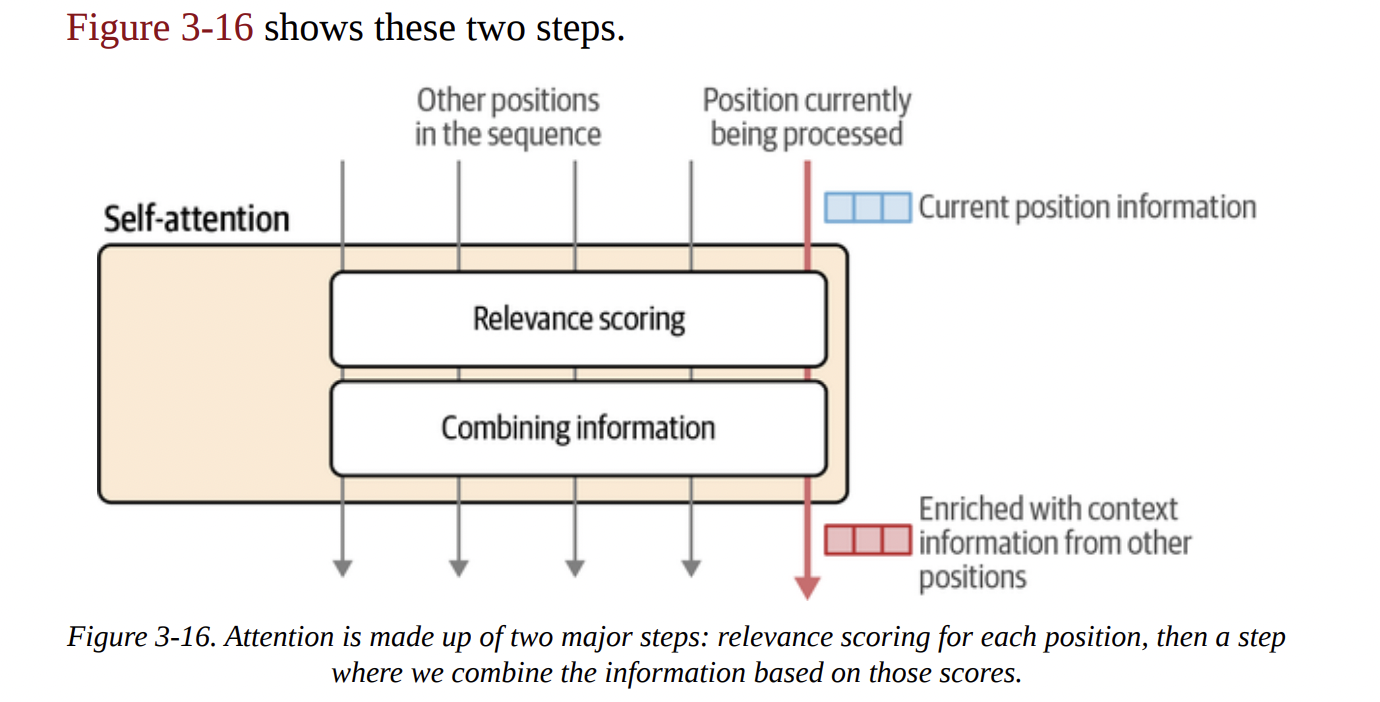 Figure 3-16 shows these two steps.
Other positions
in the sequence
Position currently
being processed
Current position information
Self-attention
Relevance scoring
Combining information
Enriched with context
information from other
positions
Figure 3-16. Attention is made up of two major steps: relevance scoring for each position, then a step
where we combine the information based on those scores.